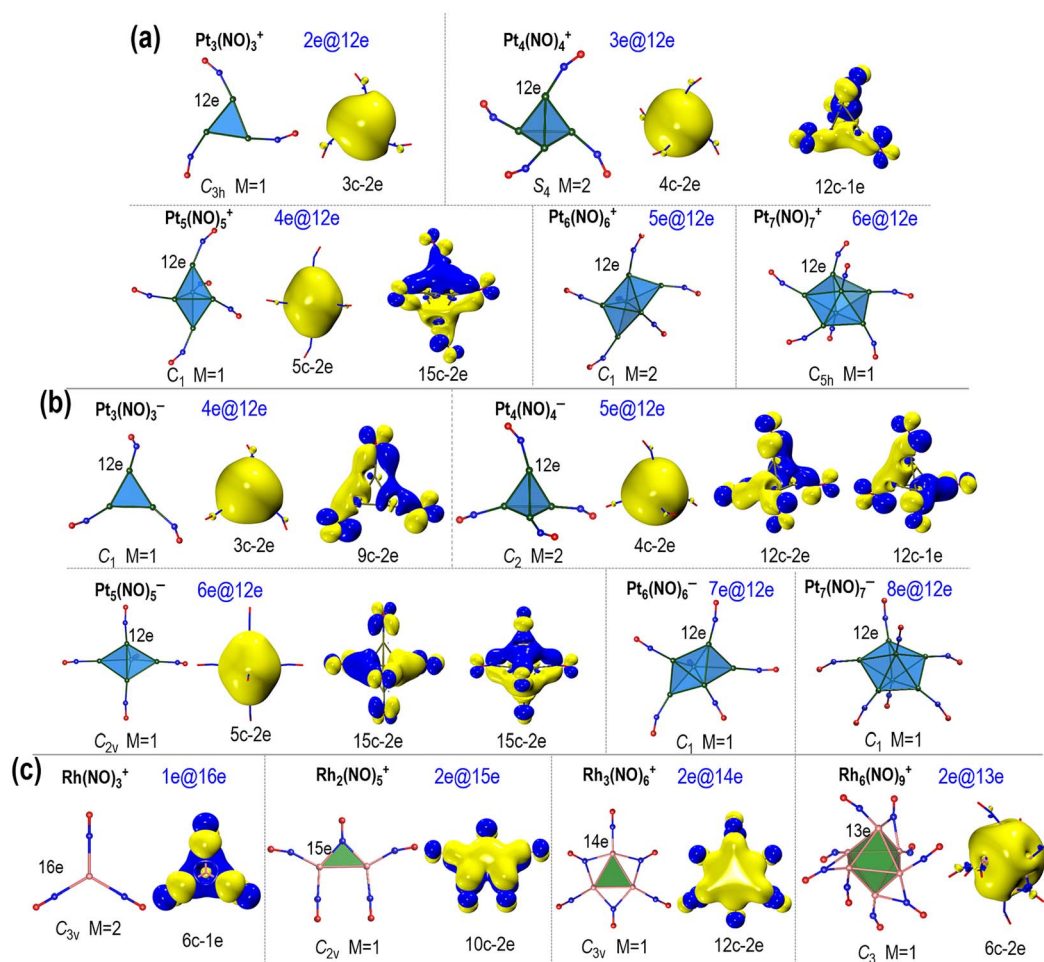 (a)
Pt₃(NO)₃⁺ 2e@12e
12e
C₃ₕ M=1
3c-2e
Pt₄(NO)₄⁺ 3e@12e
12e
S₄ M=2
4c-2e
12c-1e
Pt₅(NO)₅⁺ 4e@12e
12e
C₁ M=1
5c-2e
15c-2e
Pt₆(NO)₆⁺ 5e@12e
12e
C₁ M=2
Pt₇(NO)₇⁺ 6e@12e
12e
C₅ₕ M=1
(b)
Pt₃(NO)₃⁻ 4e@12e
12e
C₁ M=1
3c-2e
9c-2e
Pt₄(NO)₄⁻ 5e@12e
12e
C₂ M=2
4c-2e
12c-2e
12c-1e
Pt₅(NO)₅⁻ 6e@12e
12e
C₂ᵥ M=1
5c-2e
15c-2e
15c-2e
Pt₆(NO)₆⁻ 7e@12e
12e
C₁ M=1
Pt₇(NO)₇⁻ 8e@12e
12e
C₁ M=1
(c)
Rh(NO)₃⁺ 1e@16e
16e
C₃ᵥ M=2
6c-1e
Rh₂(NO)₅⁺ 2e@15e
15e
C₂ᵥ M=1
10c-2e
Rh₃(NO)₆⁺ 2e@14e
14e
C₃ᵥ M=1
12c-2e
Rh₆(NO)₉⁺ 2e@13e
13e
C₃ M=1
6c-2e